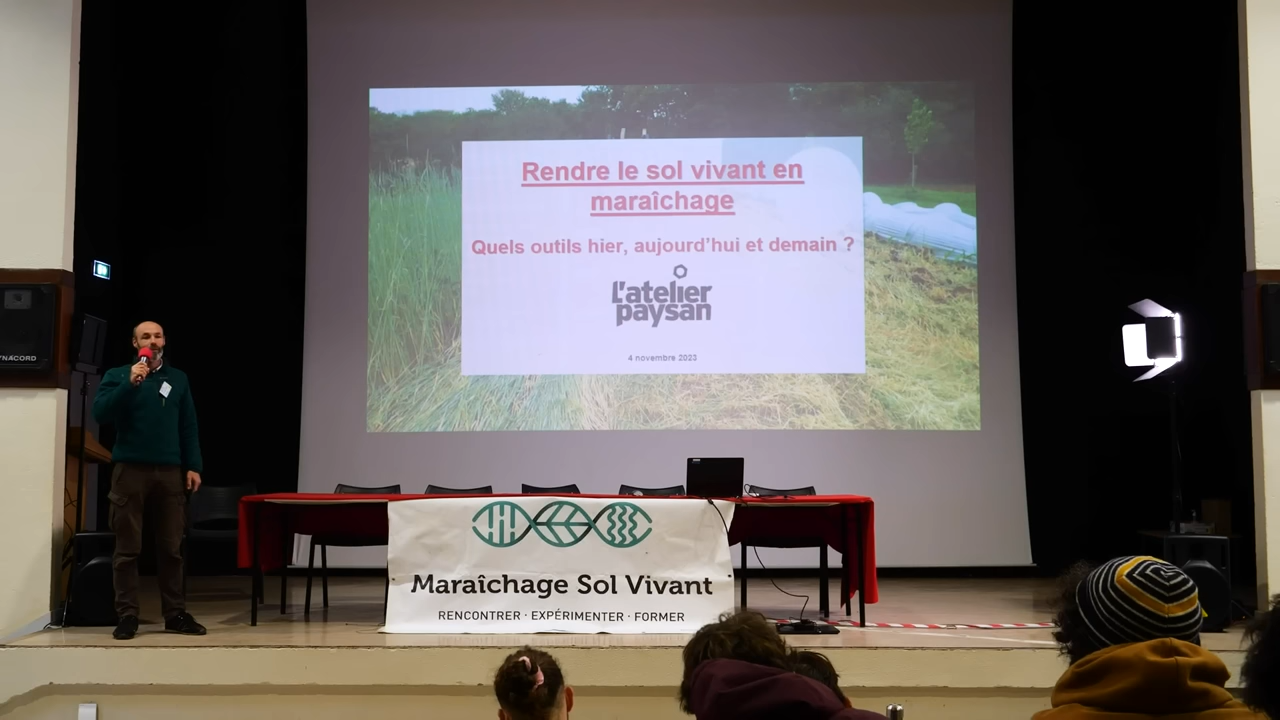 Rendre le sol vivant en
maraîchage
Quels outils hier, aujourd'hui et demain ?
L'atelier
paysan
4 novembre 2023
Maraîchage Sol Vivant
RENCONTRER · EXPÉRIMENTER · FORMER